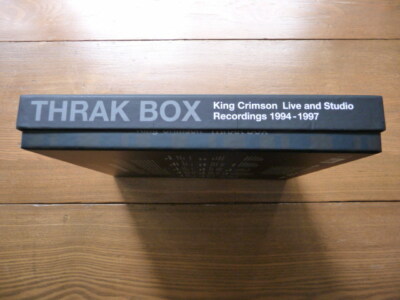 THRAK BOX
King Crimson Live and Studio
Recordings 1994-1997